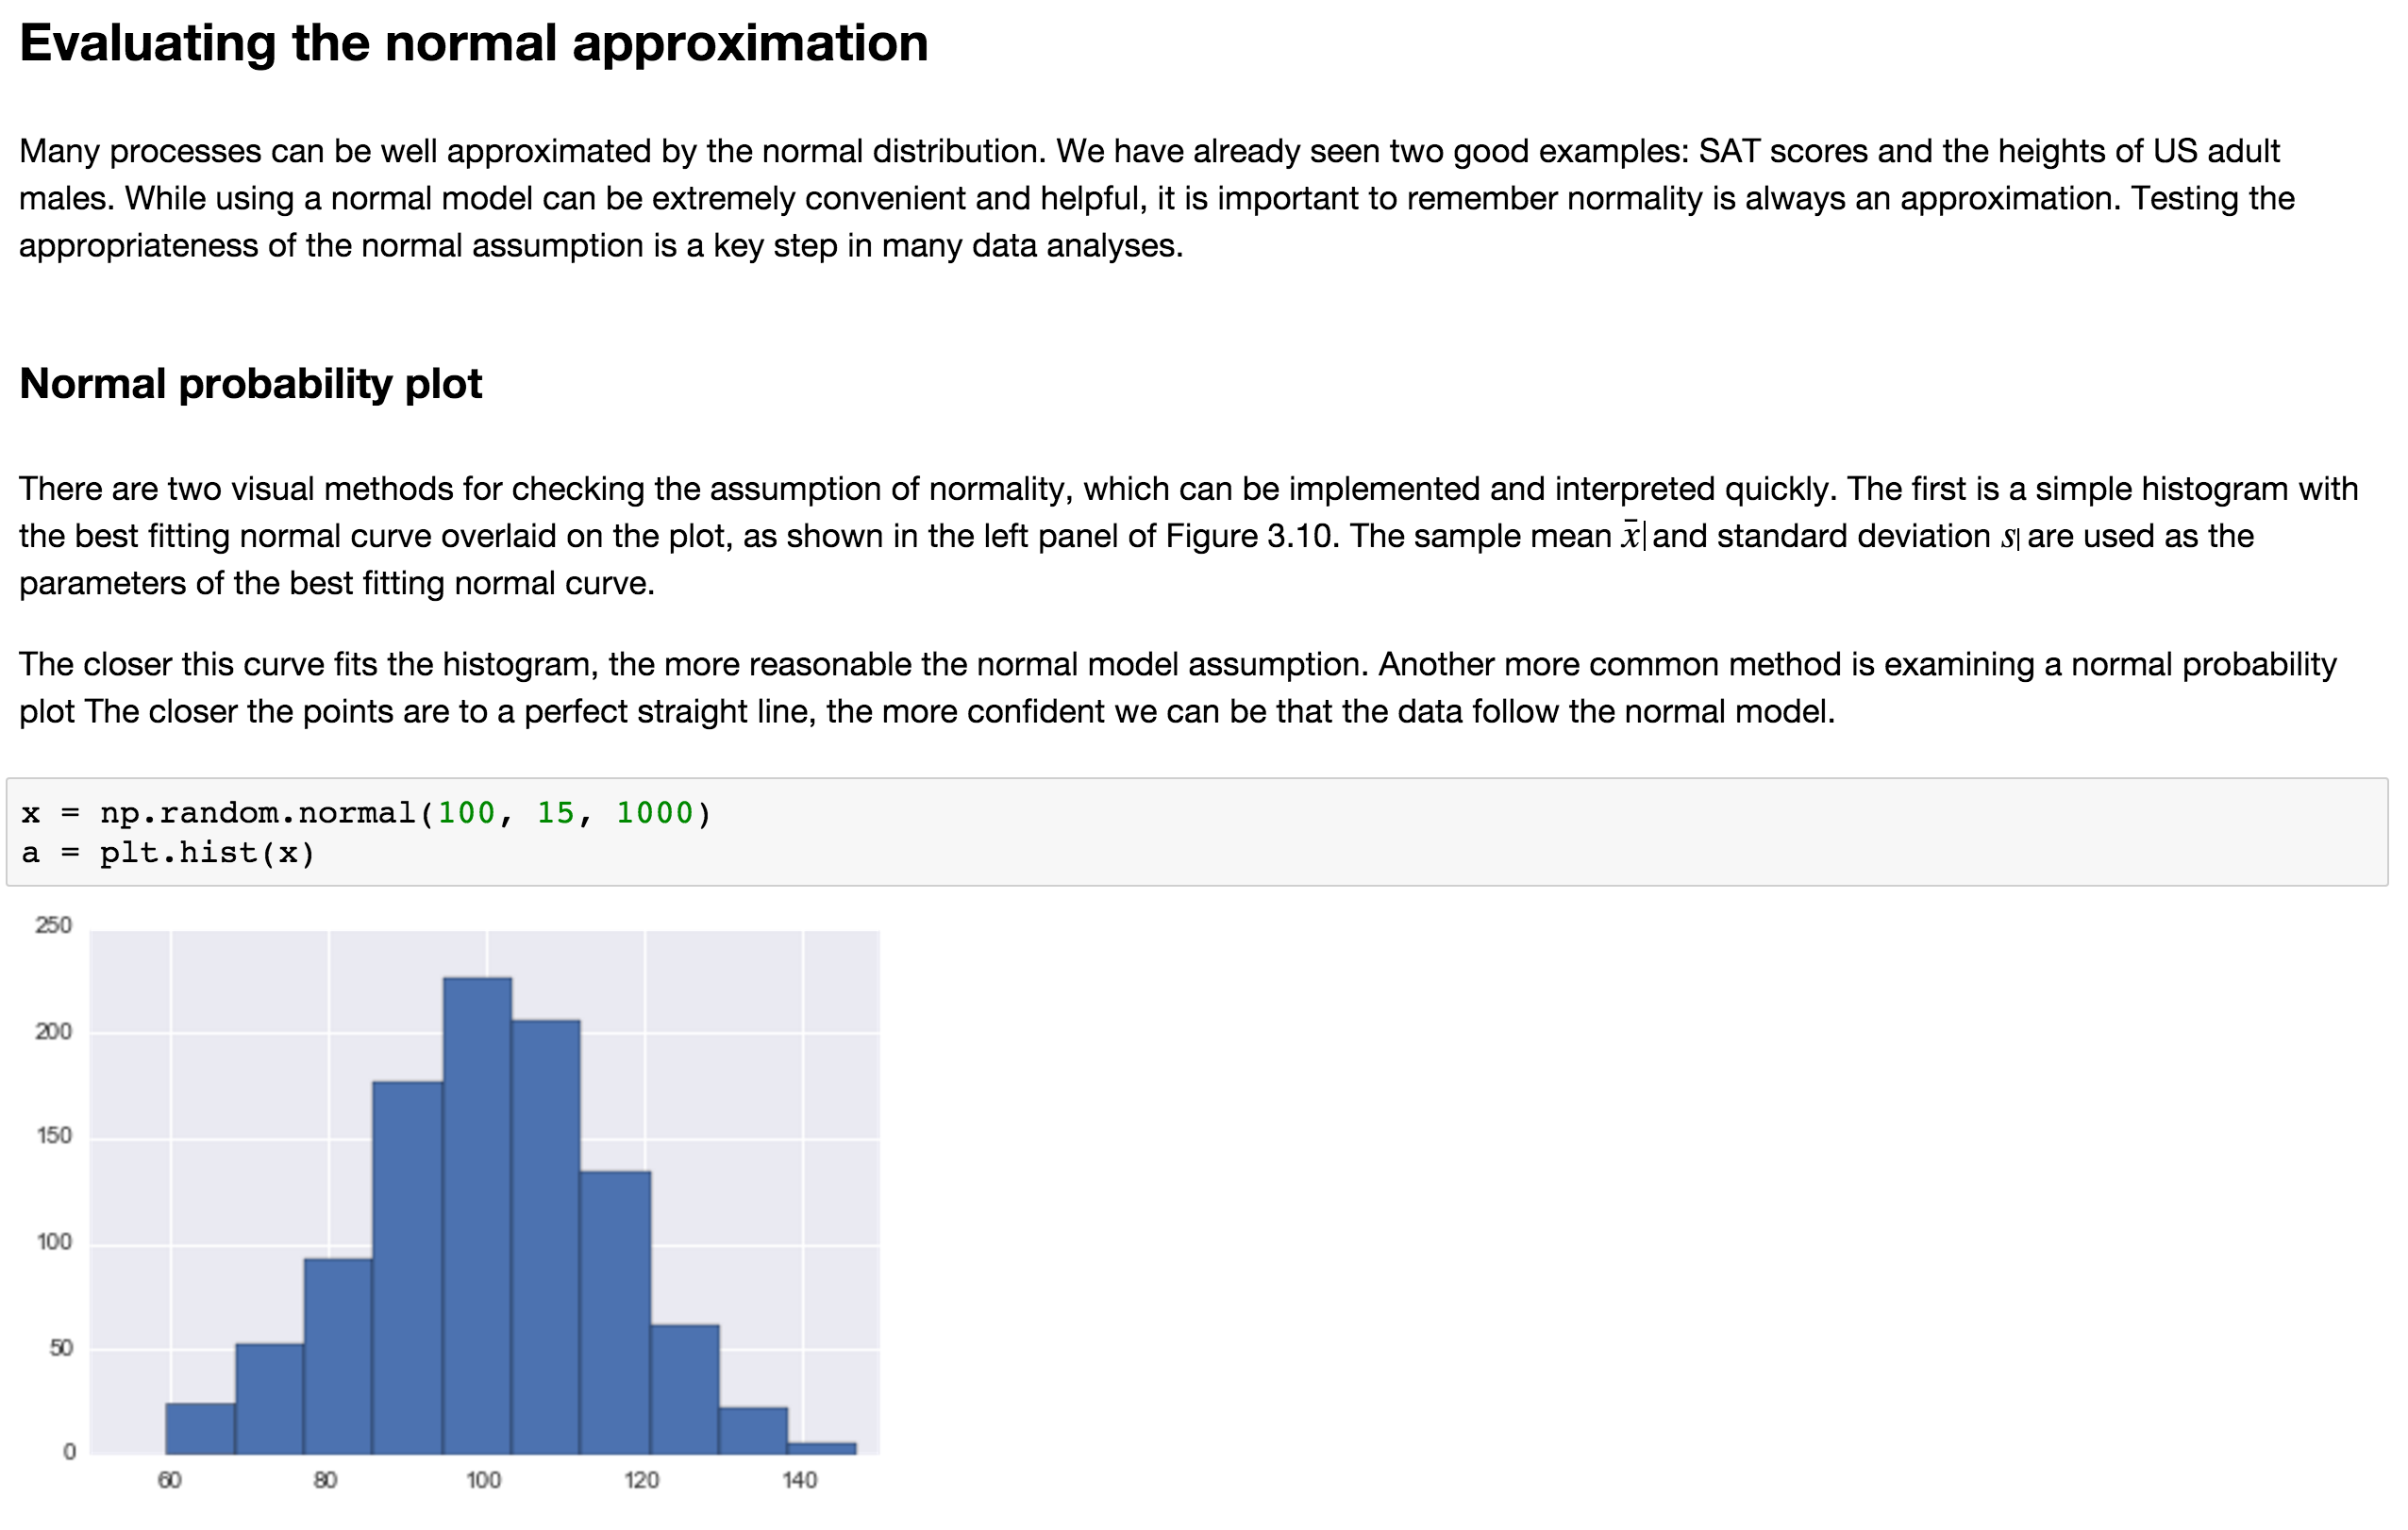 Evaluating the normal approximation
Many processes can be well approximated by the normal distribution. We have already seen two good examples: SAT scores and the heights of US adult
males. While using a normal model can be extremely convenient and helpful, it is important to remember normality is always an approximation. Testing the
appropriateness of the normal assumption is a key step in many data analyses.
Normal probability plot
There are two visual methods for checking the assumption of normality, which can be implemented and interpreted quickly. The first is a simple histogram with
the best fitting normal curve overlaid on the plot, as shown in the left panel of Figure 3.10. The sample mean x̄| and standard deviation s| are used as the
parameters of the best fitting normal curve.
The closer this curve fits the histogram, the more reasonable the normal model assumption. Another more common method is examining a normal probability
plot The closer the points are to a perfect straight line, the more confident we can be that the data follow the normal model.
x = np.random.normal(100, 15, 1000)
a = plt.hist(x)
250
200
150
100
50
0
60 80 100 120 140